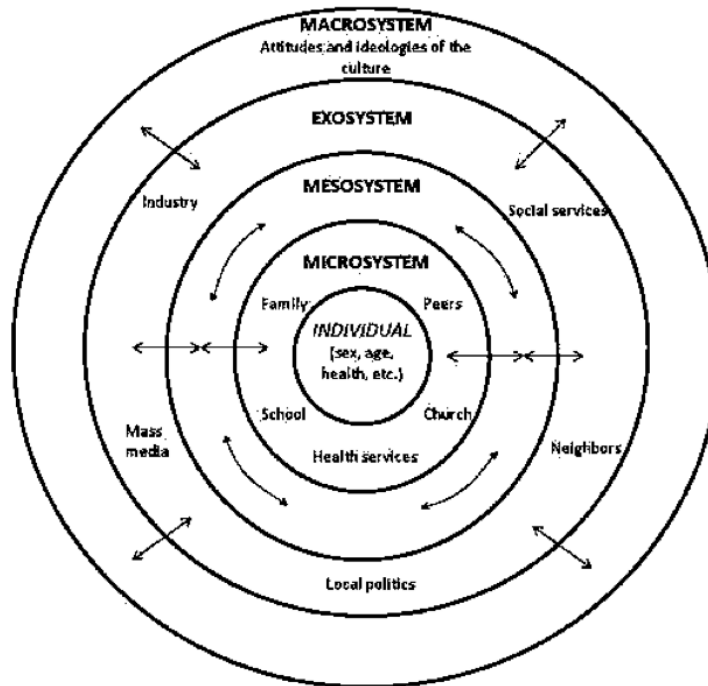 MACROSYSTEM
Attitudes and ideologies of the
culture
EXOSYSTEM
MESOSYSTEM
Industry
Social services
MICROSYSTEM
Family
Peers
INDIVIDUAL
(sex, age,
health, etc.)
School
Church
Mass
media
Health services
Neighbors
Local politics